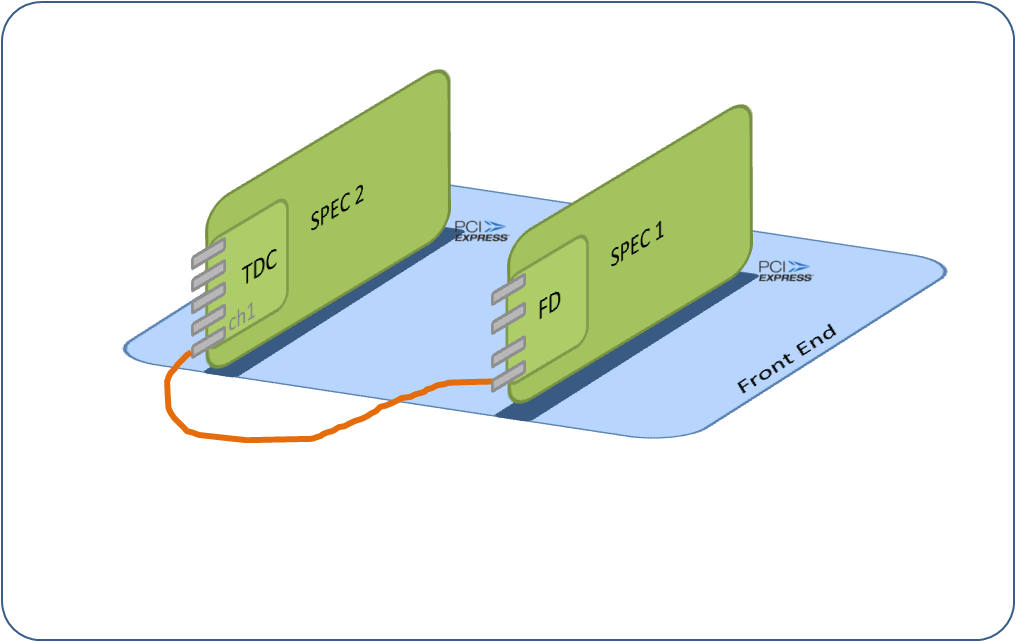 SPEC 2
TDC
ch1
PCI
EXPRESS
SPEC 1
FD
PCI
EXPRESS
Front End